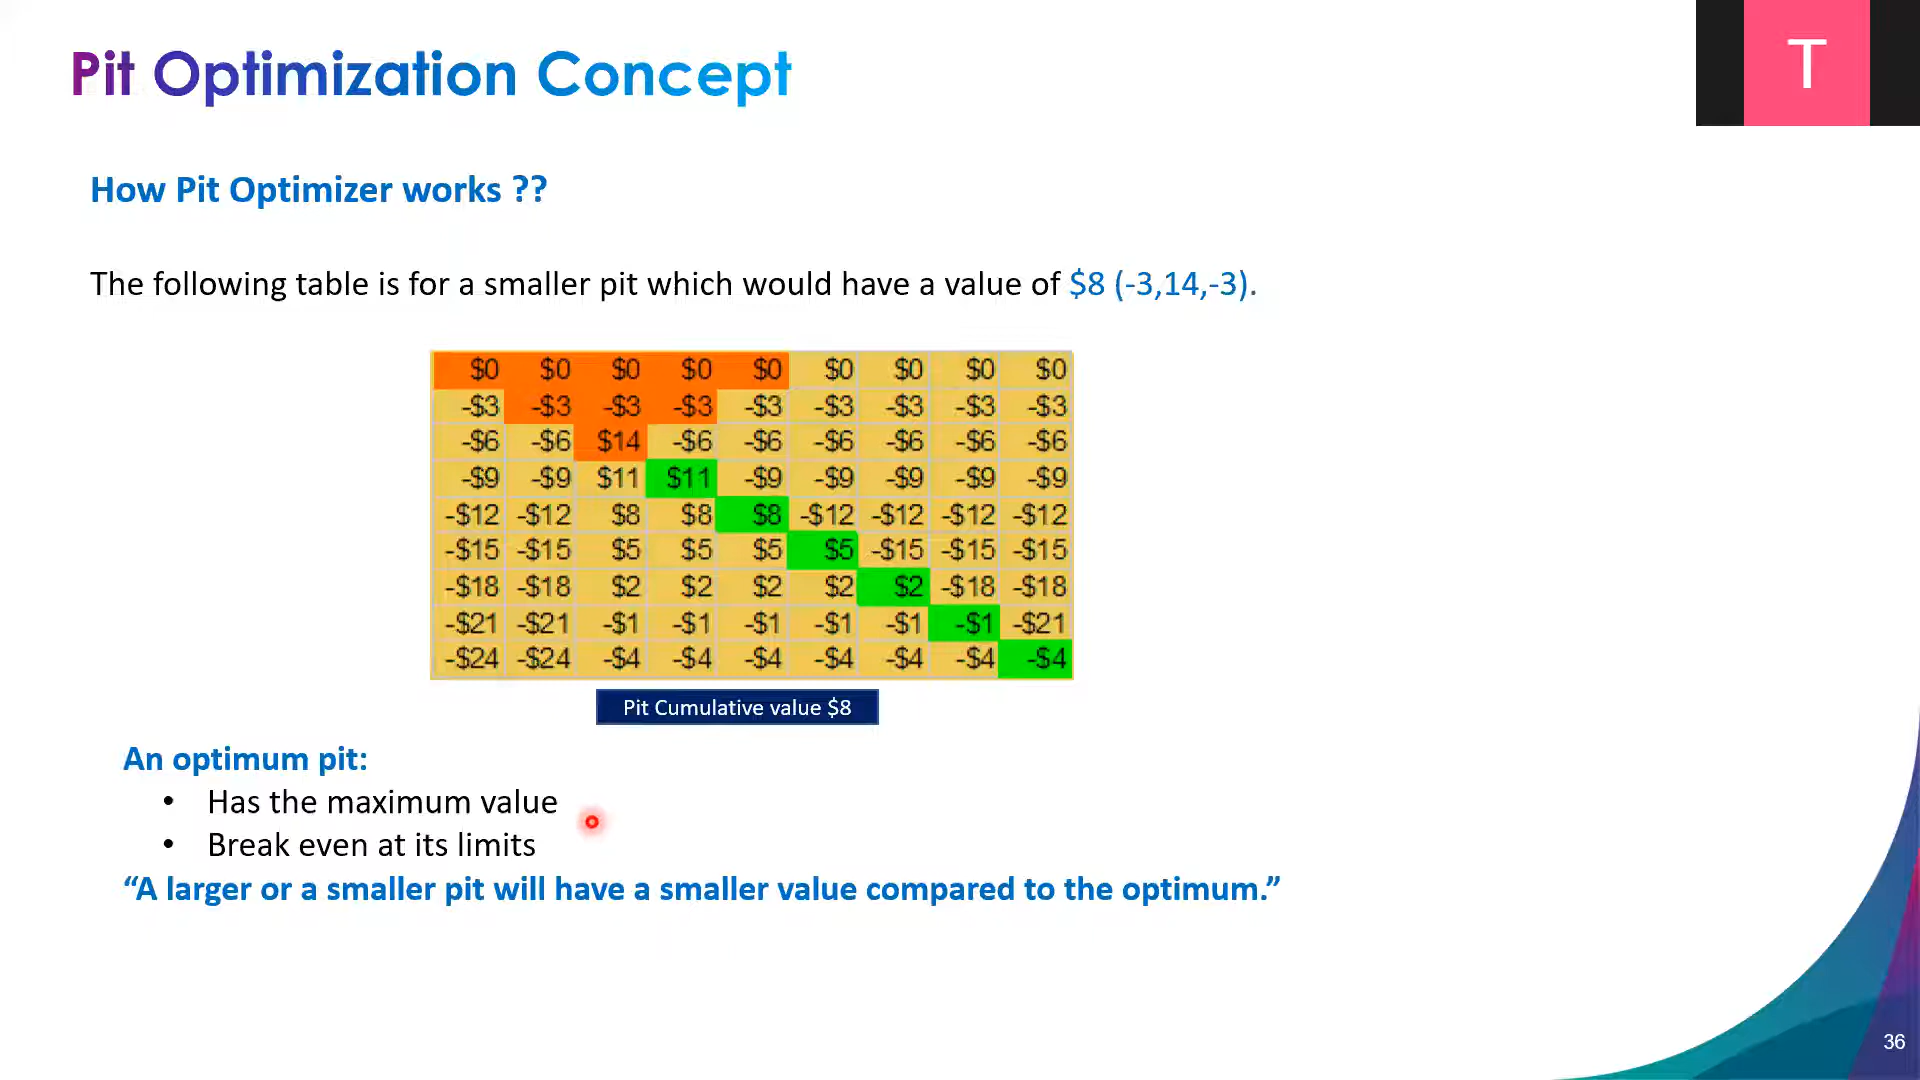 Pit Optimization Concept
T
How Pit Optimizer works ??
The following table is for a smaller pit which would have a value of $8 (-3,14,-3).
$0 $0 $0 $0 $0 $0 $0 $0 $0
-$3 -$3 -$3 -$3 -$3 -$3 -$3 -$3 -$3
-$6 -$6 $14 -$6 -$6 -$6 -$6 -$6 -$6
-$9 -$9 $11 $11 -$9 -$9 -$9 -$9 -$9
-$12 -$12 $8 $8 $8 -$12 -$12 -$12 -$12
-$15 -$15 $5 $5 $5 $5 -$15 -$15 -$15
-$18 -$18 $2 $2 $2 $2 $2 -$18 -$18
-$21 -$21 -$1 -$1 -$1 -$1 -$1 -$1 -$21
-$24 -$24 -$4 -$4 -$4 -$4 -$4 -$4 -$4
Pit Cumulative value $8
An optimum pit:
• Has the maximum value
• Break even at its limits
“A larger or a smaller pit will have a smaller value compared to the optimum.”
36